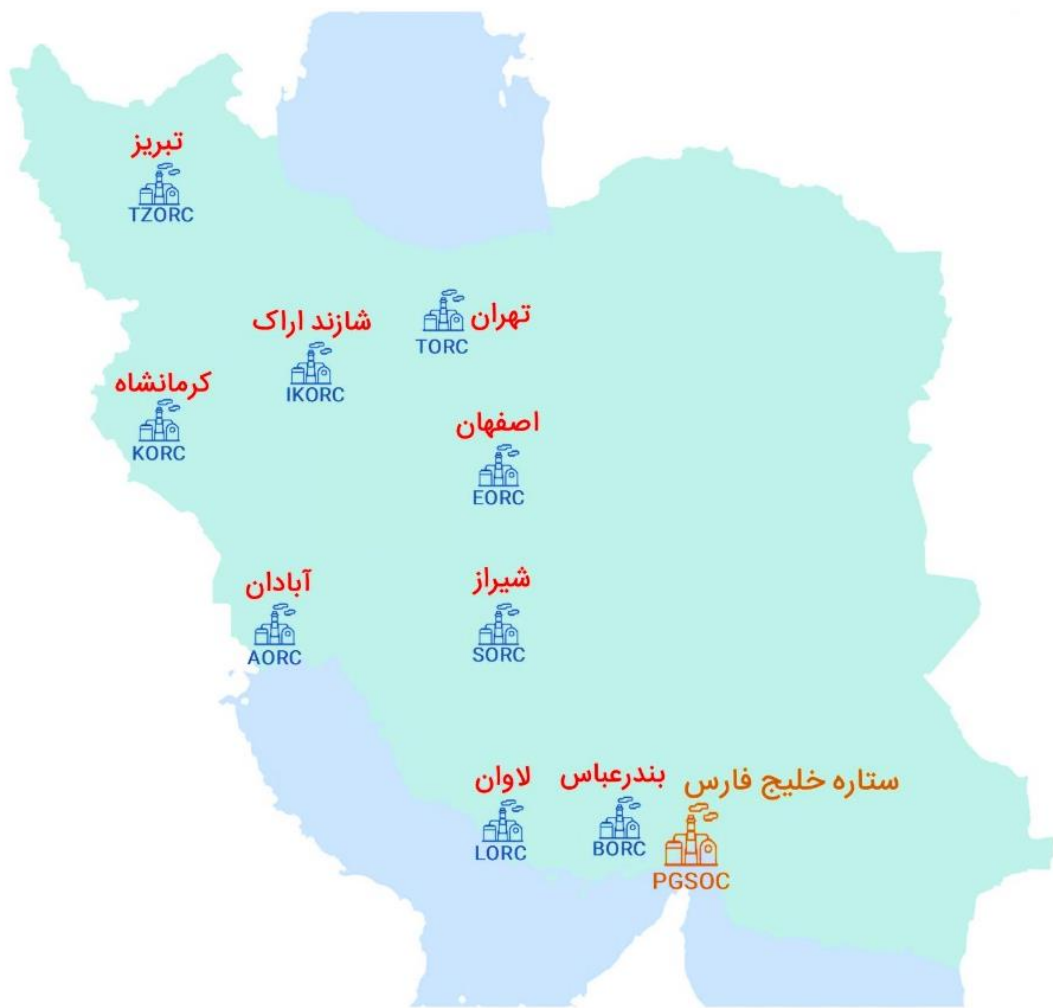 تبریز
TZORC
تهران
TORC
شازند اراک
IKORC
کرمانشاه
KORC
اصفهان
EORC
آبادان
AORC
شیراز
SORC
لاوان
LORC
بندرعباس
BORC
ستاره خلیج فارس
PGSOC